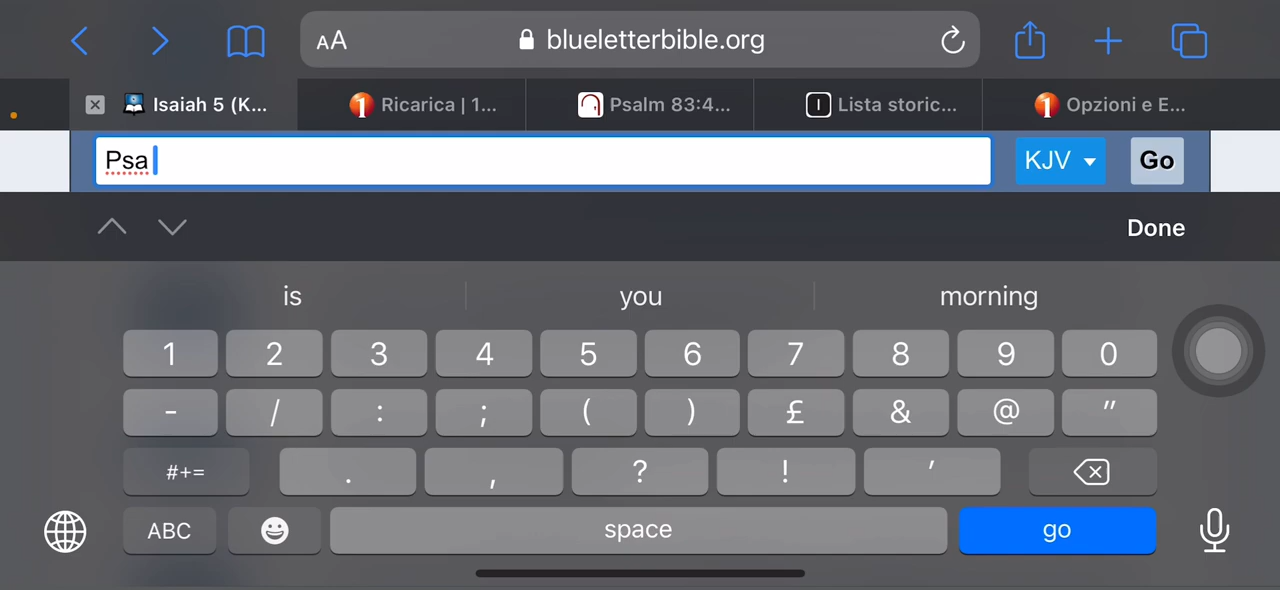 AA blueletterbible.org
Isaiah 5 (K... Ricarica | 1... Psalm 83:4... Lista storic... Opzioni e E...
Psa KJV Go
Done
is you morning
1 2 3 4 5 6 7 8 9 0
- / : ; ( ) £ & @ "
#+= . , ? ! '
ABC space go